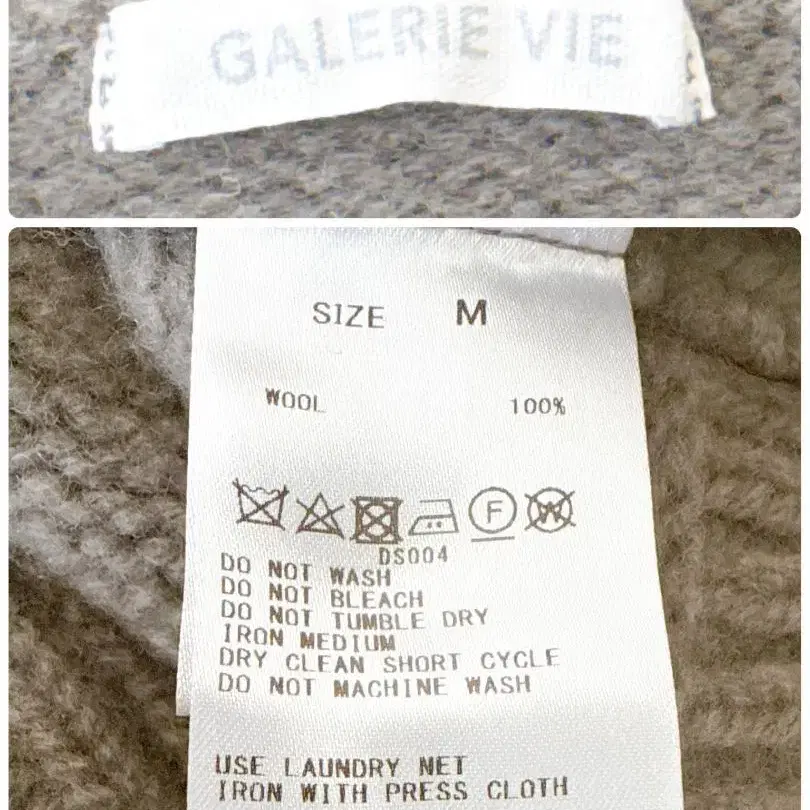 GALERIE VIE
SIZE M
WOOL 100%
F W
DS004
DO NOT WASH
DO NOT BLEACH
DO NOT TUMBLE DRY
IRON MEDIUM
DRY CLEAN SHORT CYCLE
DO NOT MACHINE WASH
USE LAUNDRY NET
IRON WITH PRESS CLOTH